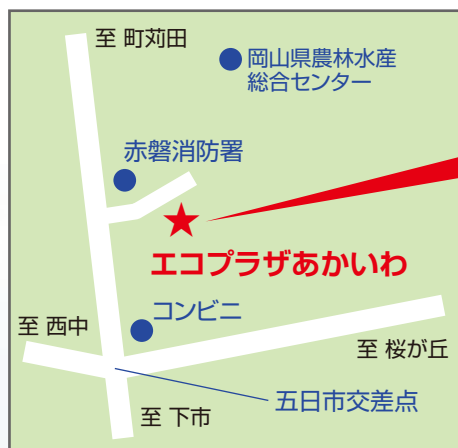 至 町苅田
岡山県農林水産
総合センター
赤磐消防署
エコプラザあかいわ
コンビニ
至 西中
至 桜が丘
五日市交差点
至 下市